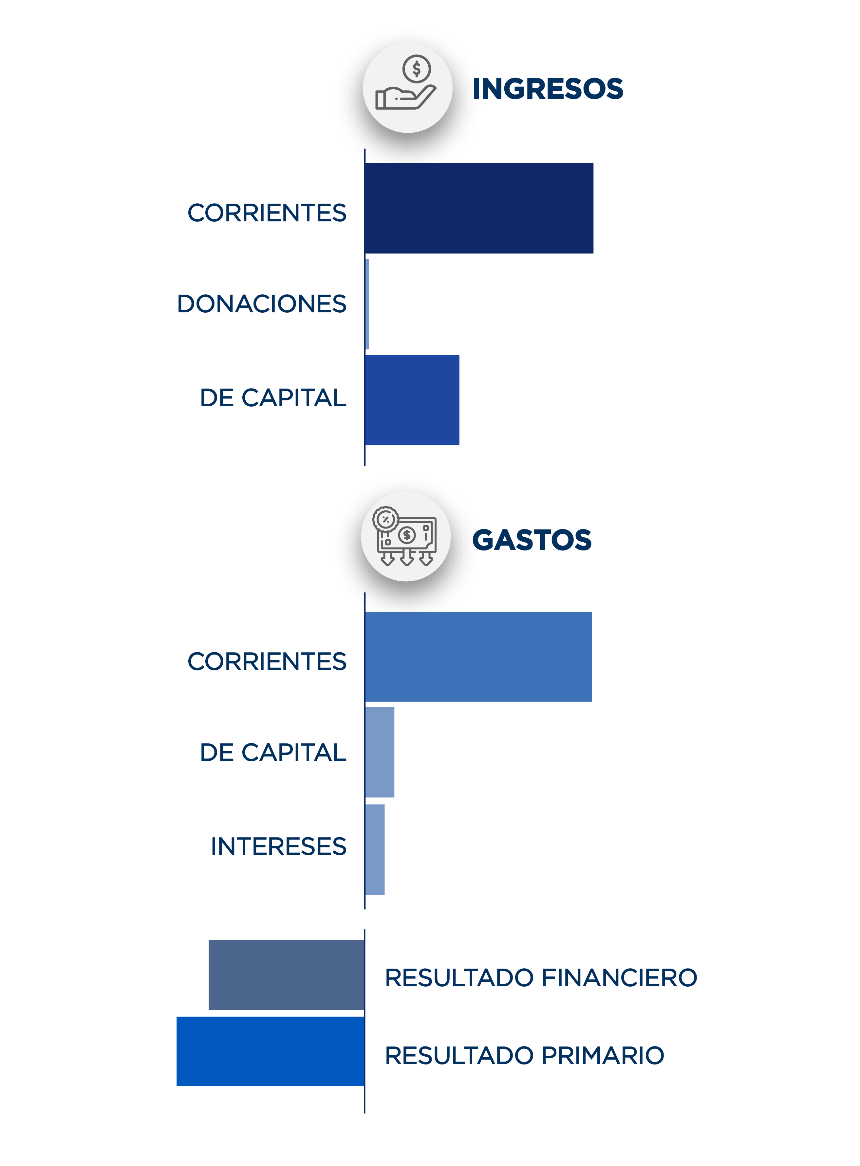 $
INGRESOS
CORRIENTES
DONACIONES
DE CAPITAL
%
$
GASTOS
CORRIENTES
DE CAPITAL
INTERESES
RESULTADO FINANCIERO
RESULTADO PRIMARIO